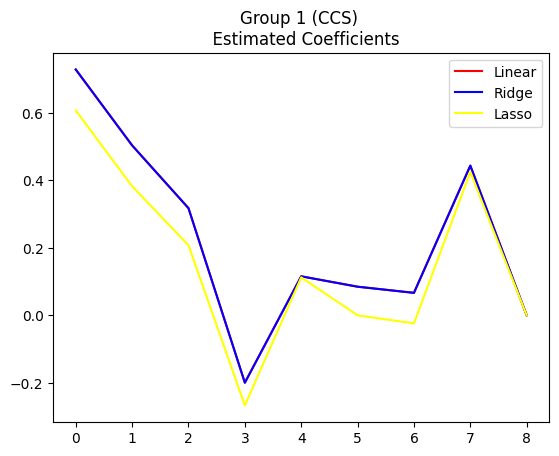 Group 1 (CCS)
Estimated Coefficients
Linear
Ridge
Lasso
0.6
0.4
0.2
0.0
−0.2
0 1 2 3 4 5 6 7 8